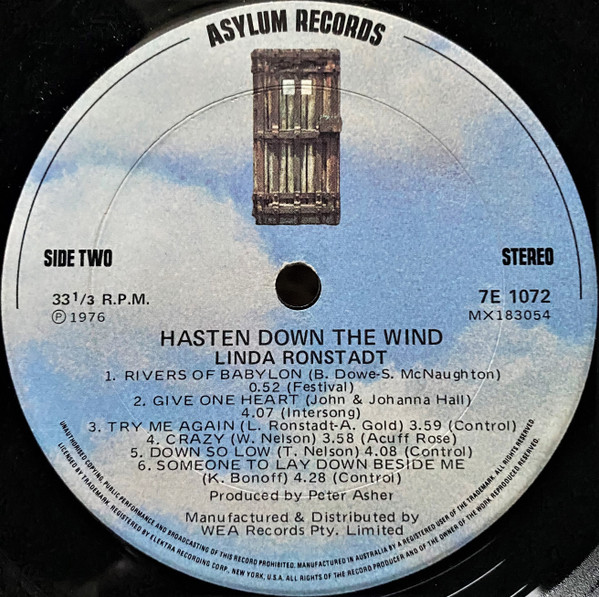 ASYLUM RECORDS
SIDE TWO
STEREO
33 1/3 R.P.M.
Ⓟ 1976
7E 1072
MX183054
HASTEN DOWN THE WIND
LINDA RONSTADT
1. RIVERS OF BABYLON (B. Dowe-S. McNaughton)
0.52 (Festival)
2. GIVE ONE HEART (John & Johanna Hall)
4.07 (Intersong)
3. TRY ME AGAIN (L. Ronstadt-A. Gold) 3.59 (Control)
4. CRAZY (W. Nelson) 3.58 (Acuff Rose)
5. DOWN SO LOW (T. Nelson) 4.08 (Control)
6. SOMEONE TO LAY DOWN BESIDE ME
(K. Bonoff) 4.28 (Control)
Produced by Peter Asher
Manufactured & Distributed by
WEA Records Pty. Limited
UNAUTHORISED COPYING, PUBLIC PERFORMANCE AND BROADCASTING OF THIS RECORD PROHIBITED. MANUFACTURED IN AUSTRALIA BY A REGISTERED USER OF THE TRADEMARK. ALL RIGHTS RESERVED.
LICENSED BY TRADEMARK. REGISTERED BY ELEKTRA RECORDING CORP. NEW YORK, U.S.A. ALL RIGHTS OF THE RECORD PRODUCER AND OF THE OWNER OF THE WORK REPRODUCED RESERVED.